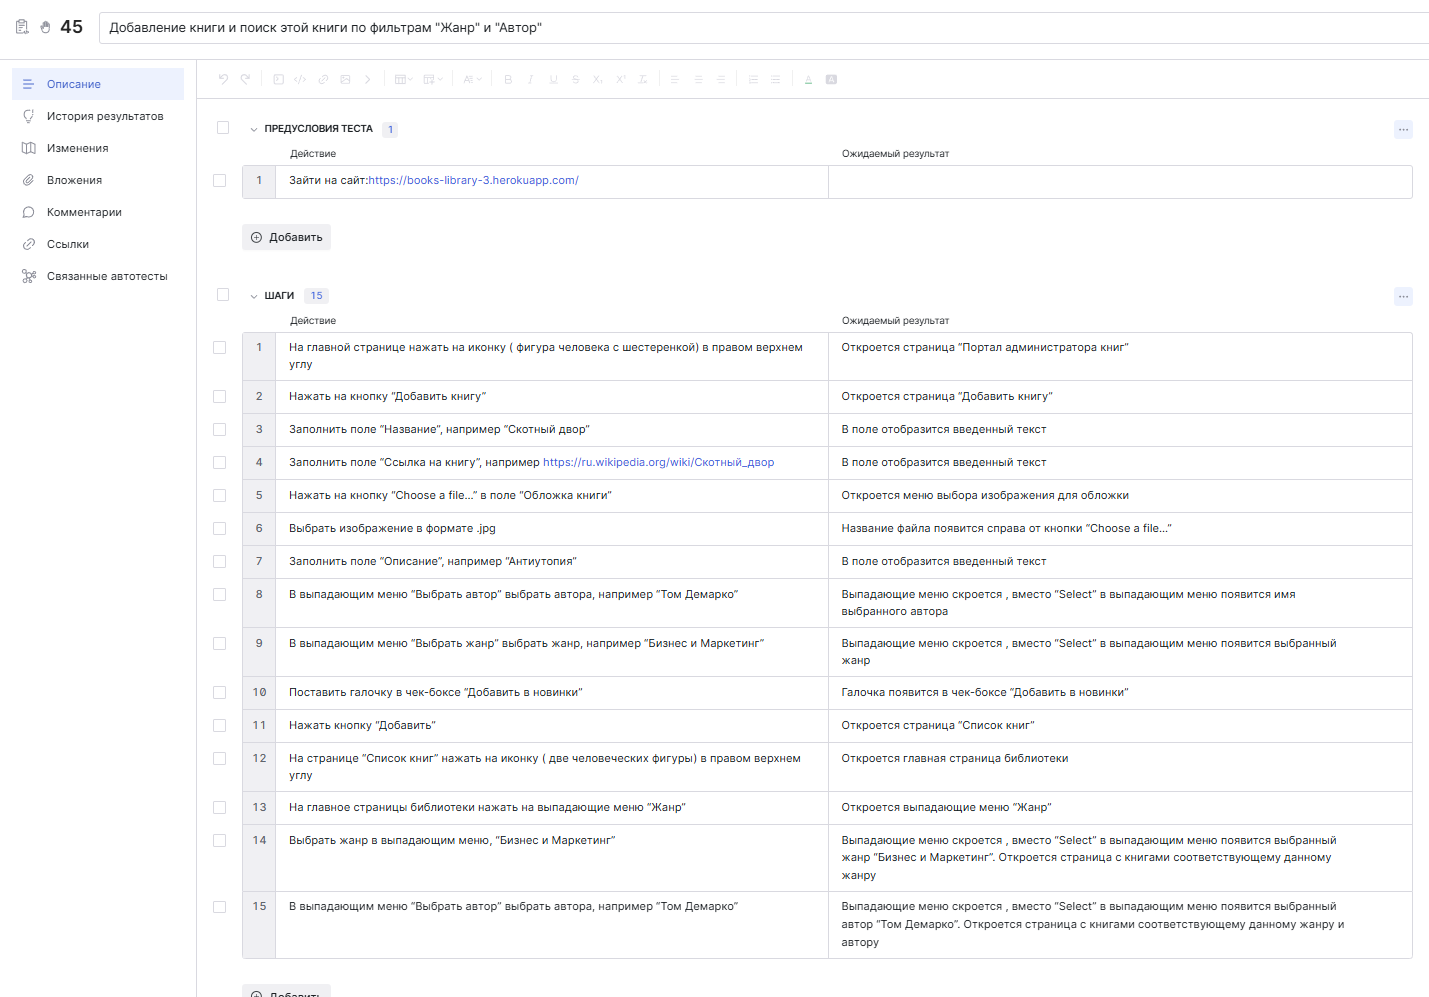 45
Добавление книги и поиск этой книги по фильтрам "Жанр" и "Автор"
Описание
История результатов
Изменения
Вложения
Комментарии
Ссылки
Связанные автотесты
ПРЕДУСЛОВИЯ ТЕСТА 1
Действие Ожидаемый результат
1 Зайти на сайт:https://books-library-3.herokuapp.com/
Добавить
ШАГИ 15
Действие Ожидаемый результат
1 На главной странице нажать на иконку ( фигура человека с шестеренкой) в правом верхнем
углу
Откроется страница “Портал администратора книг”
2 Нажать на кнопку “Добавить книгу” Откроется страница “Добавить книгу”
3 Заполнить поле “Название”, например “Скотный двор” В поле отобразится введенный текст
4 Заполнить поле “Ссылка на книгу”, например https://ru.wikipedia.org/wiki/Скотный_двор В поле отобразится введенный текст
5 Нажать на кнопку “Choose a file...” в поле “Обложка книги” Откроется меню выбора изображения для обложки
6 Выбрать изображение в формате .jpg Название файла появится справа от кнопки “Choose a file...”
7 Заполнить поле “Описание”, например “Антиутопия” В поле отобразится введенный текст
8 В выпадающим меню “Выбрать автор” выбрать автора, например “Том Демарко”
Выпадающие меню скроется , вместо “Select” в выпадающим меню появится имя
выбранного автора
9 В выпадающим меню “Выбрать жанр” выбрать жанр, например “Бизнес и Маркетинг”
Выпадающие меню скроется , вместо “Select” в выпадающим меню появится выбранный
жанр
10 Поставить галочку в чек-боксе “Добавить в новинки” Галочка появится в чек-боксе “Добавить в новинки”
11 Нажать кнопку “Добавить” Откроется страница “Список книг”
12 На странице “Список книг” нажать на иконку ( две человеческих фигуры) в правом верхнем
углу
Откроется главная страница библиотеки
13 На главное страницы библиотеки нажать на выпадающие меню “Жанр” Откроется выпадающие меню “Жанр”
14 Выбрать жанр в выпадающим меню, “Бизнес и Маркетинг”
Выпадающие меню скроется , вместо “Select” в выпадающим меню появится выбранный
жанр “Бизнес и Маркетинг”. Откроется страница с книгами соответствующему данному
жанру
15 В выпадающим меню “Выбрать автор” выбрать автора, например “Том Демарко”
Выпадающие меню скроется , вместо “Select” в выпадающим меню появится выбранный
автор “Том Демарко”. Откроется страница с книгами соответствующему данному жанру и
автору
Добавить